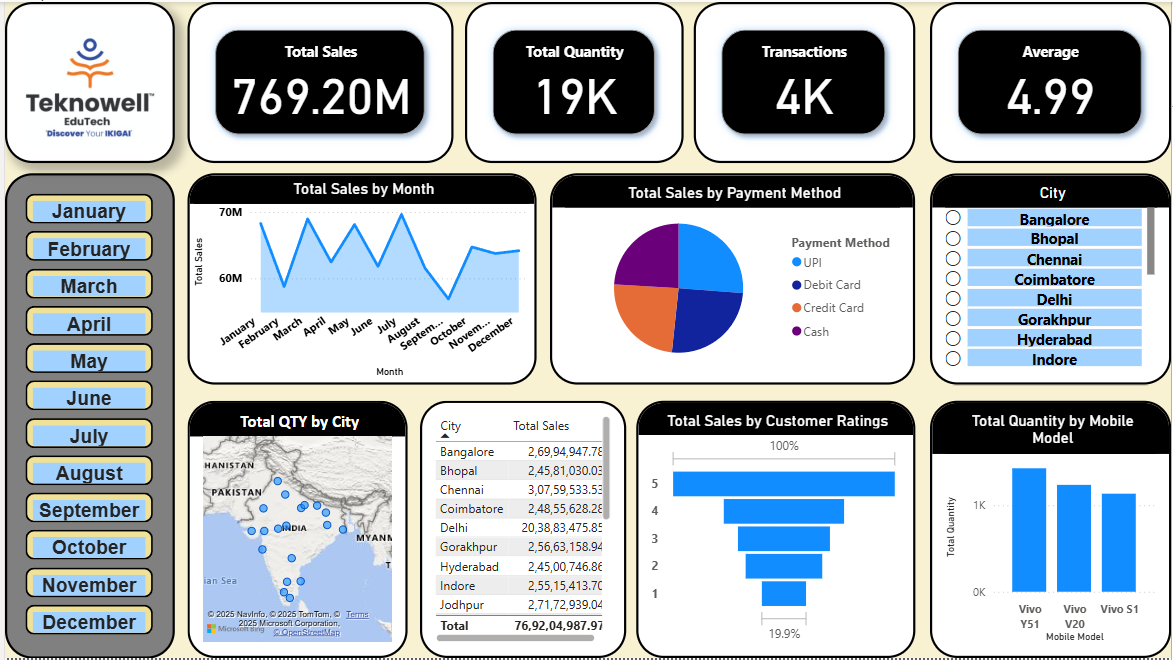 Teknowell™
EduTech
'Discover Your IKIGAI'
Total Sales
769.20M
Total Quantity
19K
Transactions
4K
Average
4.99
January
February
March
April
May
June
July
August
September
October
November
December
Total Sales by Month
70M
60M
Total Sales
January
February
March
April
May
June
July
August
Septem...
October
Novem...
December
Month
Total Sales by Payment Method
Payment Method
UPI
Debit Card
Credit Card
Cash
City
Bangalore
Bhopal
Chennai
Coimbatore
Delhi
Gorakhpur
Hyderabad
Indore
Total QTY by City
HANISTAN
PAKISTAN
INDIA
MYANM
T
ian Sea
© 2025 NavInfo, © 2025 TomTom, © Terms
2025 Microsoft Corporation,
Microsoft Bing © OpenStreetMap
City Total Sales
Bangalore 2,69,94,947.78
Bhopal 2,45,81,030.03
Chennai 3,07,59,533.53
Coimbatore 2,48,55,628.28
Delhi 20,38,83,475.85
Gorakhpur 2,56,63,158.94
Hyderabad 2,45,00,746.86
Indore 2,55,15,413.70
Jodhpur 2,71,72,939.04
Total 76,92,04,987.97
Total Sales by Customer Ratings
100%
5
4
3
2
1
19.9%
Total Quantity by Mobile
Model
Total Quantity
1K
0K
Vivo
Y51
Vivo
V20
Vivo S1
Mobile Model